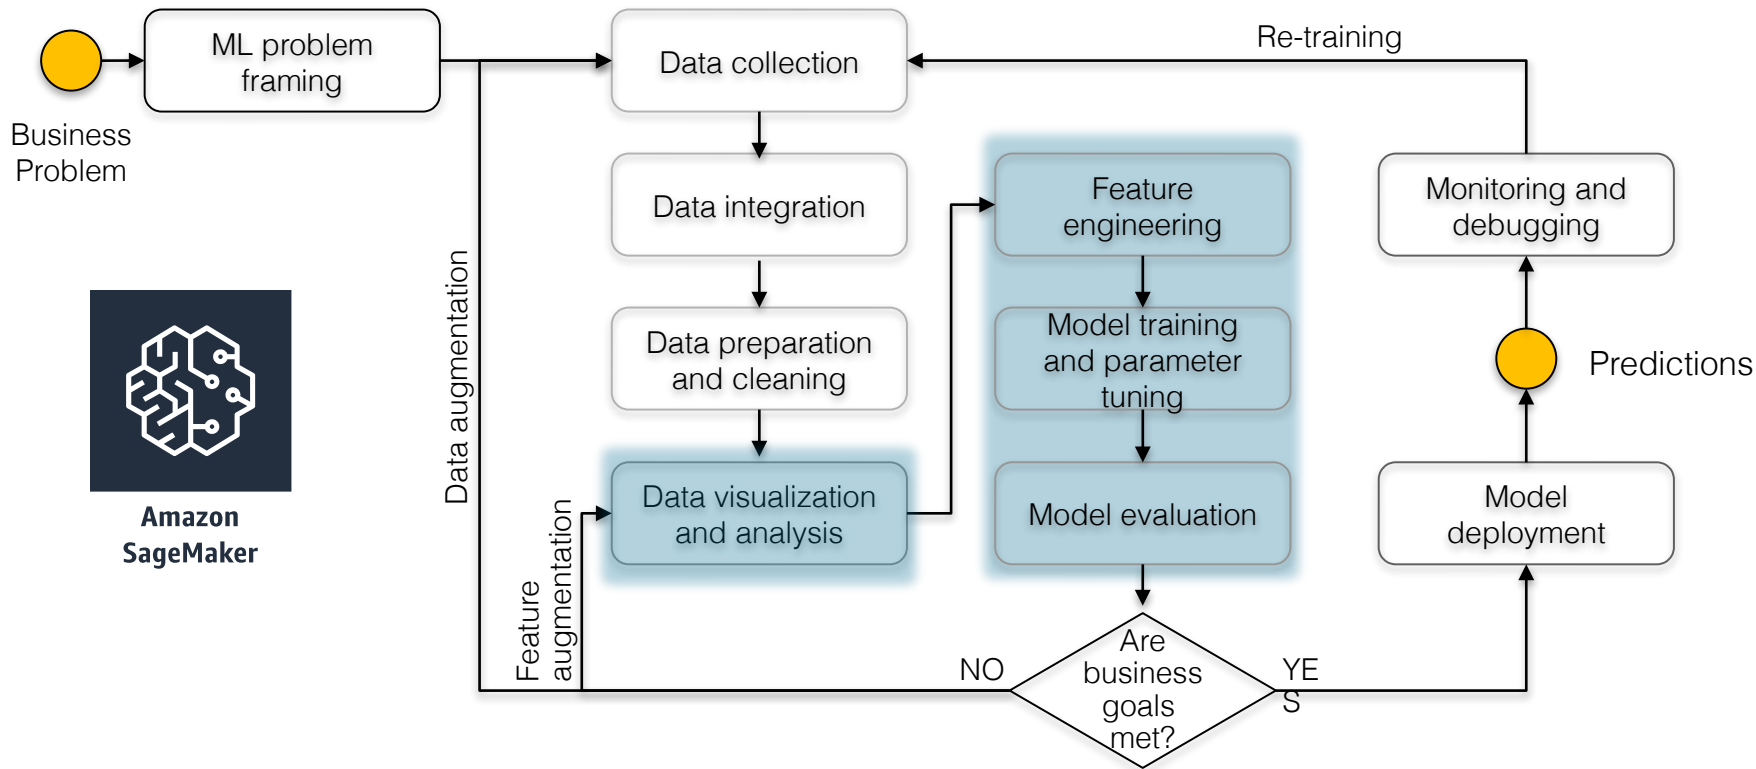 ML problem
framing
Business
Problem
Data collection
Re-training
Data integration
Feature
engineering
Monitoring and
debugging
Data augmentation
Data preparation
and cleaning
Model training
and parameter
tuning
Predictions
Amazon
SageMaker
Feature
augmentation
Data visualization
and analysis
Model evaluation
Model
deployment
NO
Are
business
goals
met?
YE
S